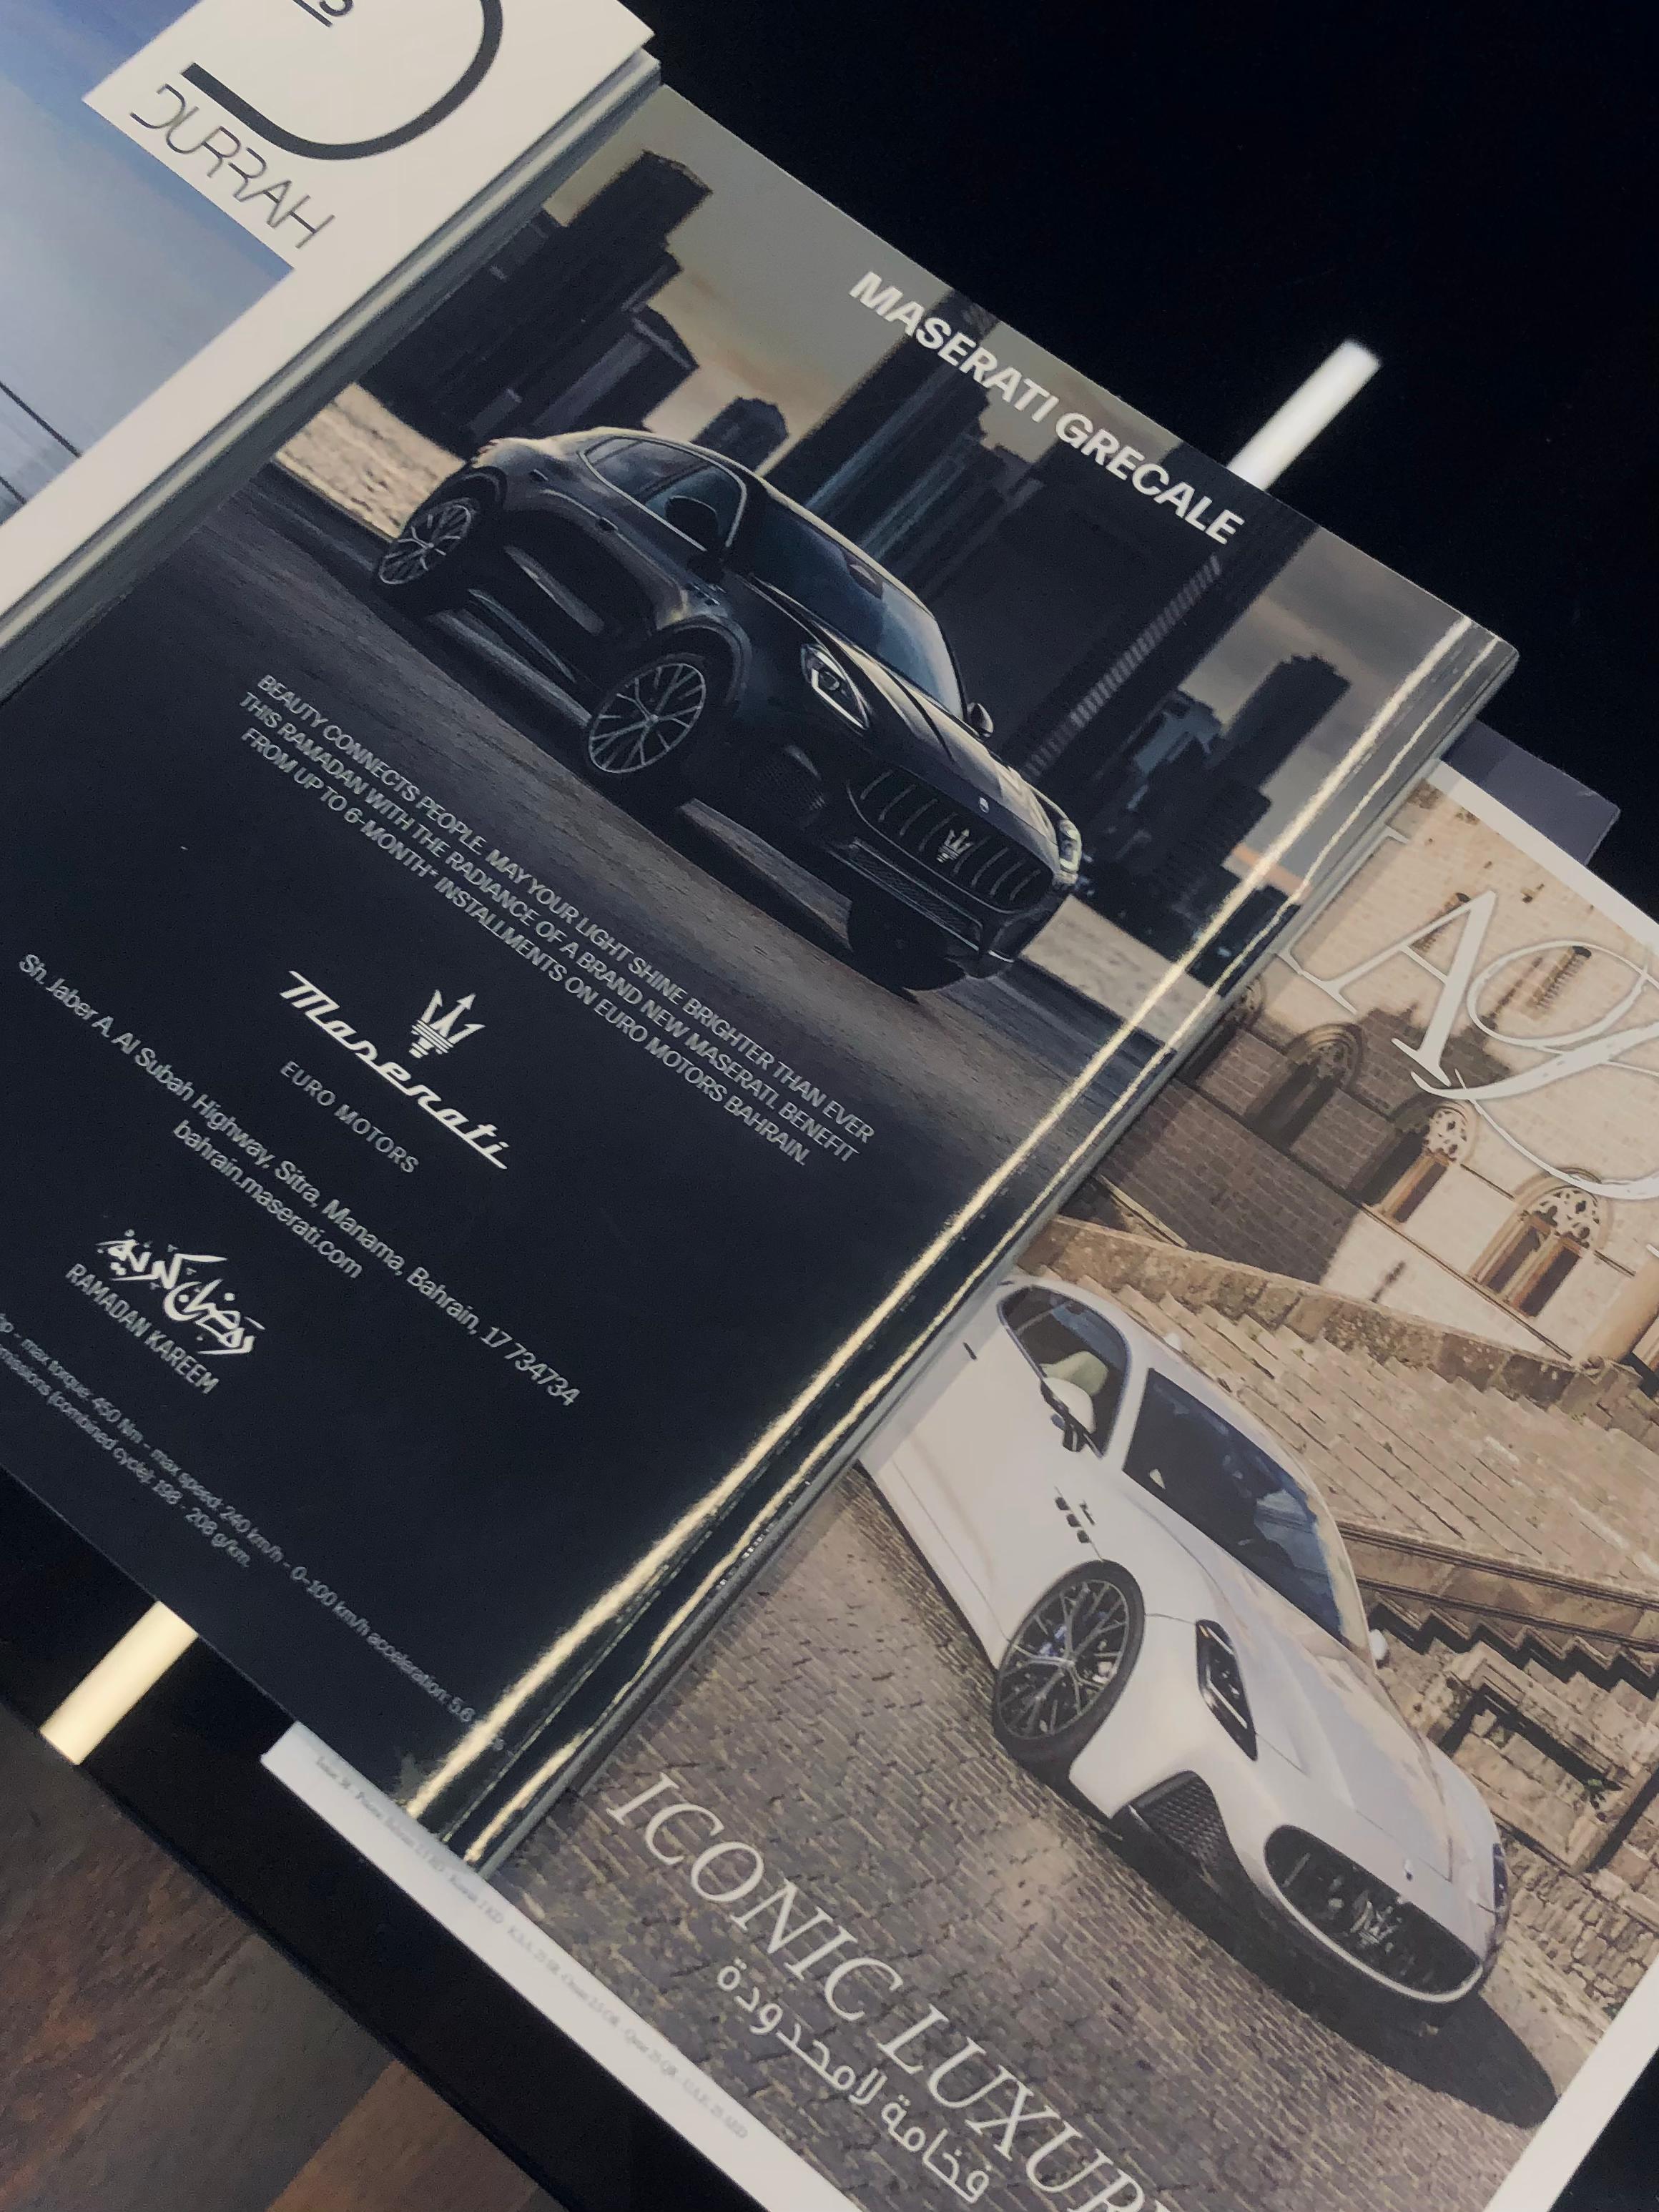 DURRAH
MASERATI GRECALE
BEAUTY CONNECTS PEOPLE. MAY YOUR LIGHT SHINE BRIGHTER THAN EVER
THIS RAMADAN WITH THE RADIANCE OF A BRAND NEW MASERATI. BENEFIT
FROM UP TO 6-MONTH* INSTALLMENTS ON EURO MOTORS BAHRAIN.
Maserati
EURO MOTORS
Sh. Jaber A. Al Subah Highway, Sitra, Manama, Bahrain, 17 734734
bahrain.maserati.com
رمضان كريم
RAMADAN KAREEM
max torque: 450 Nm - max speed: 240 km/h - 0-100 km/h acceleration: 5.6
(combined cycle): 198 - 208 g/km.
ICONIC LUXURY
فخامة لامحدودة